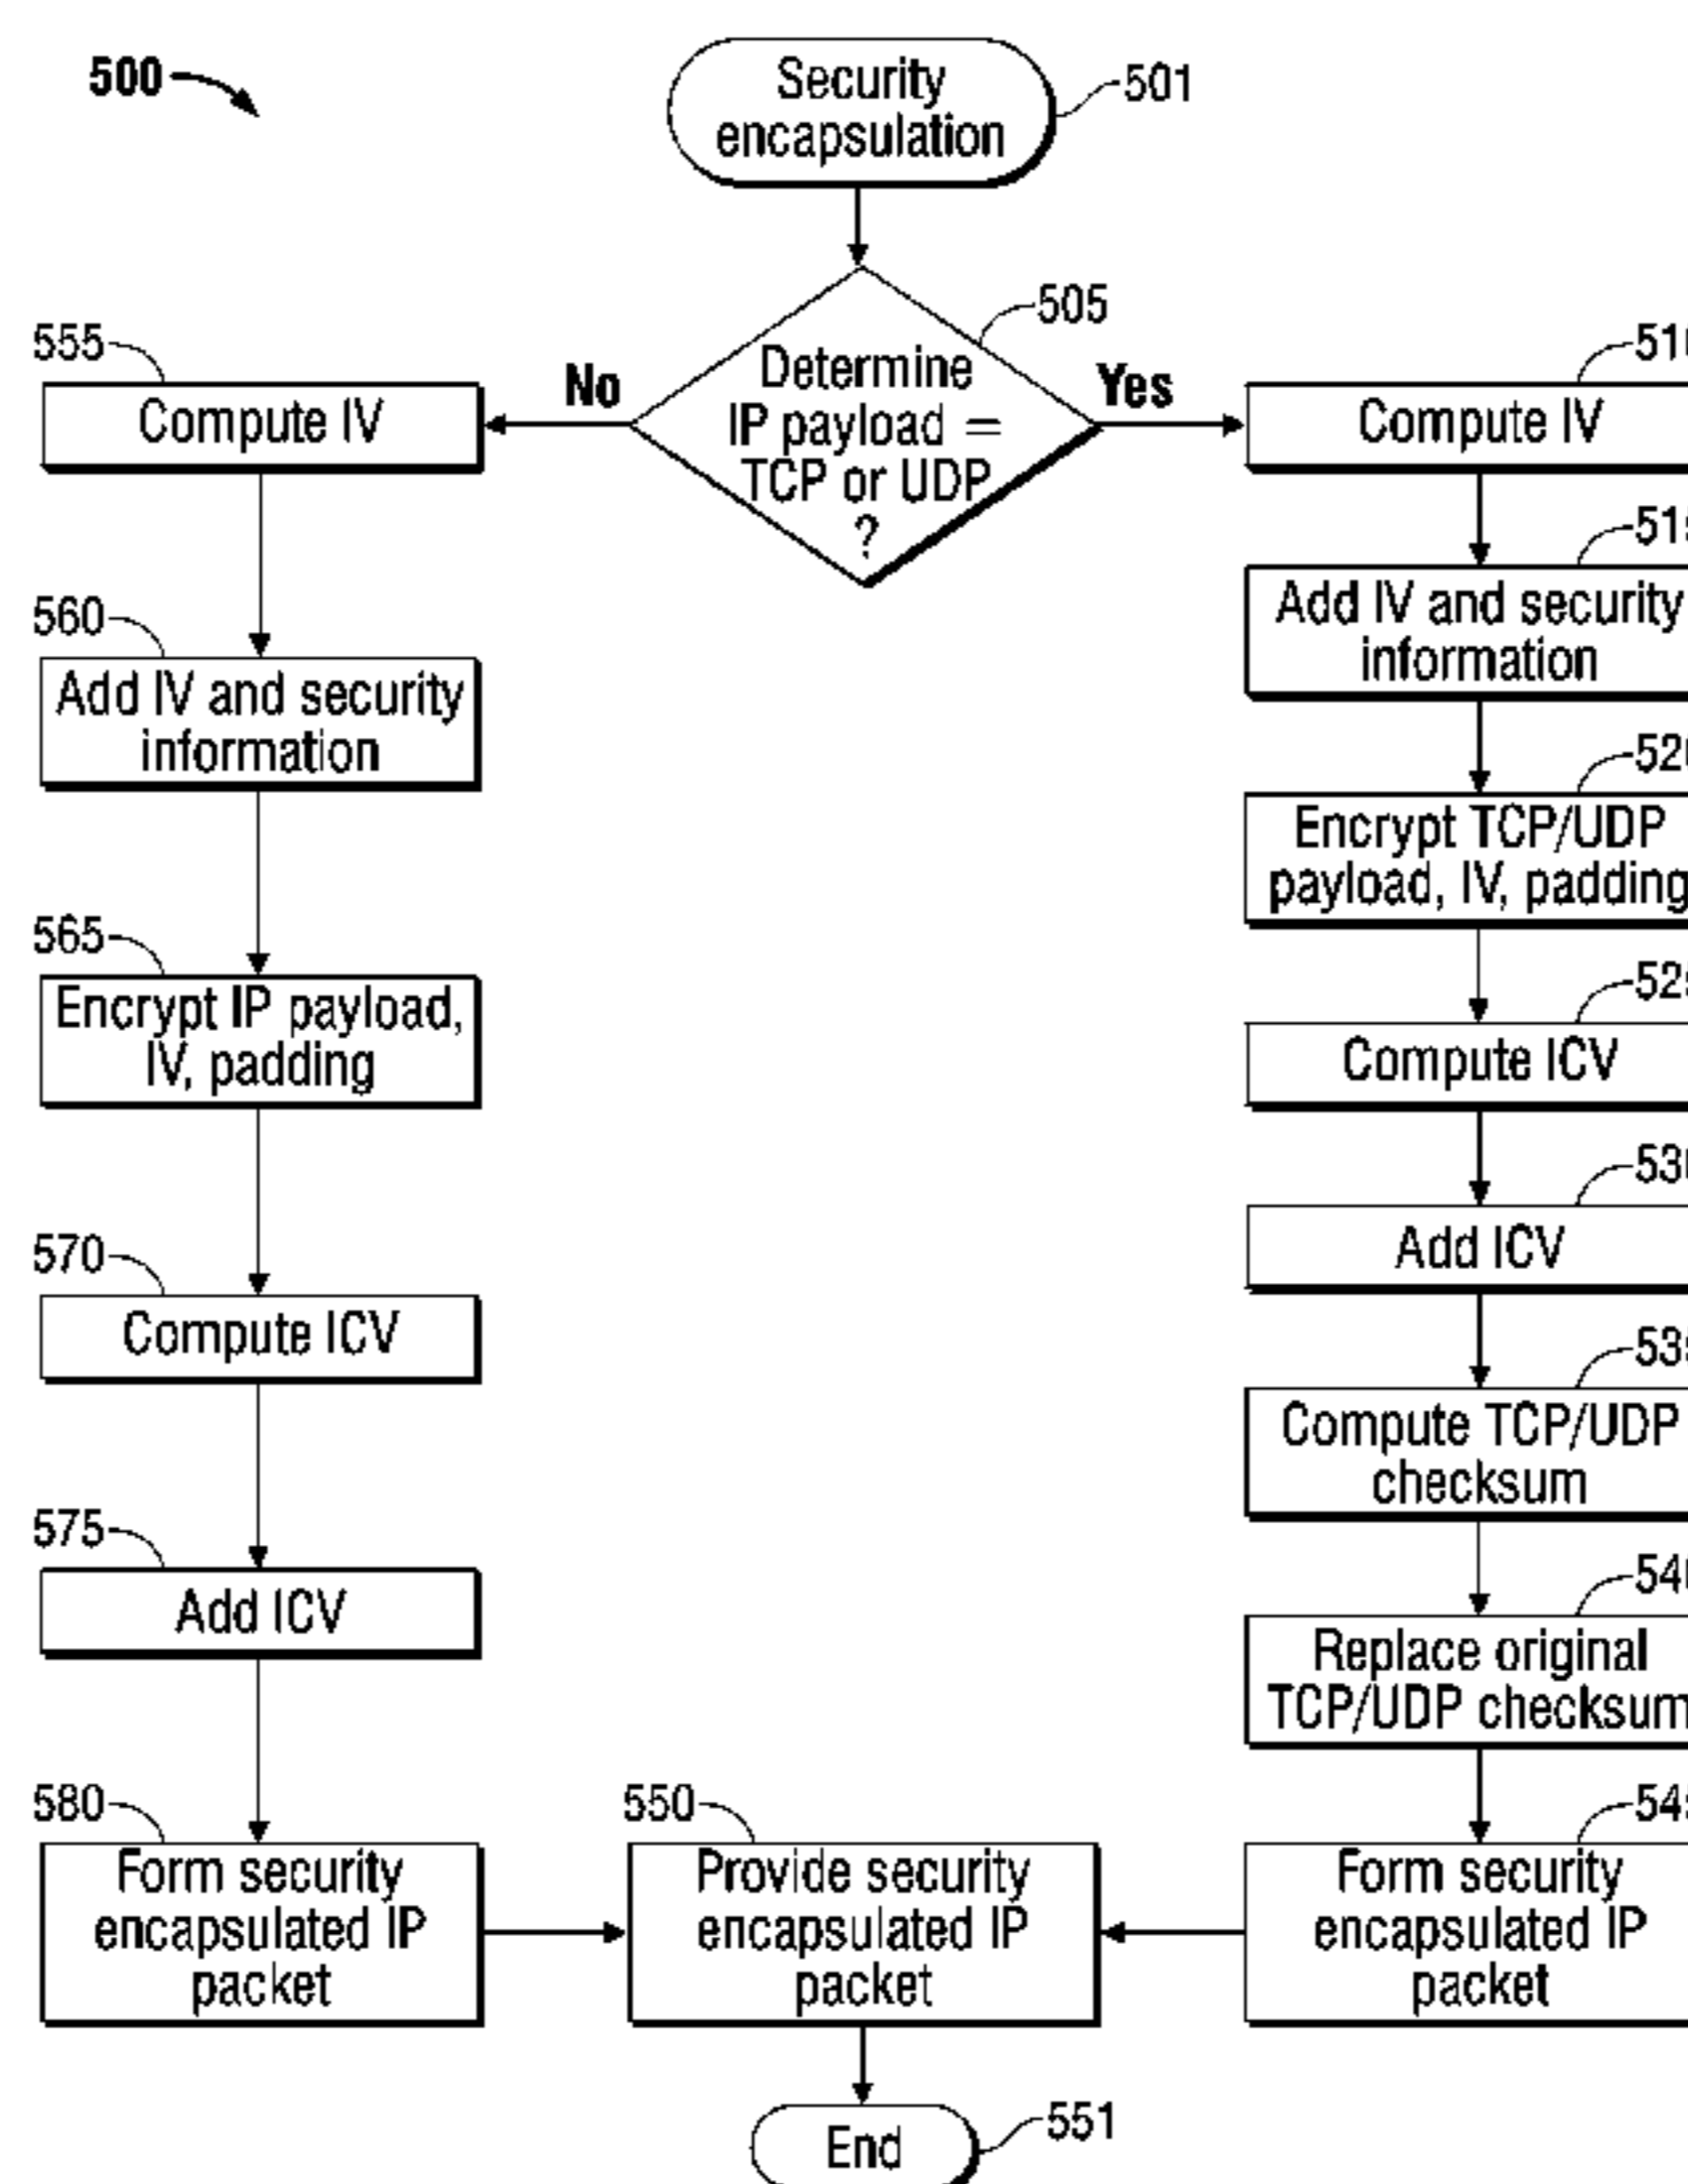 500
Security
encapsulation
501
505
Determine
IP payload =
TCP or UDP
?
No
Yes
555
Compute IV
560
Add IV and security
information
565
Encrypt IP payload,
IV, padding
570
Compute ICV
575
Add ICV
580
Form security
encapsulated IP
packet
Compute IV
Add IV and security
information
Encrypt TCP/UDP
payload, IV, padding
Compute ICV
Add ICV
Compute TCP/UDP
checksum
Replace original
TCP/UDP checksum
Form security
encapsulated IP
packet
550
Provide security
encapsulated IP
packet
End
551